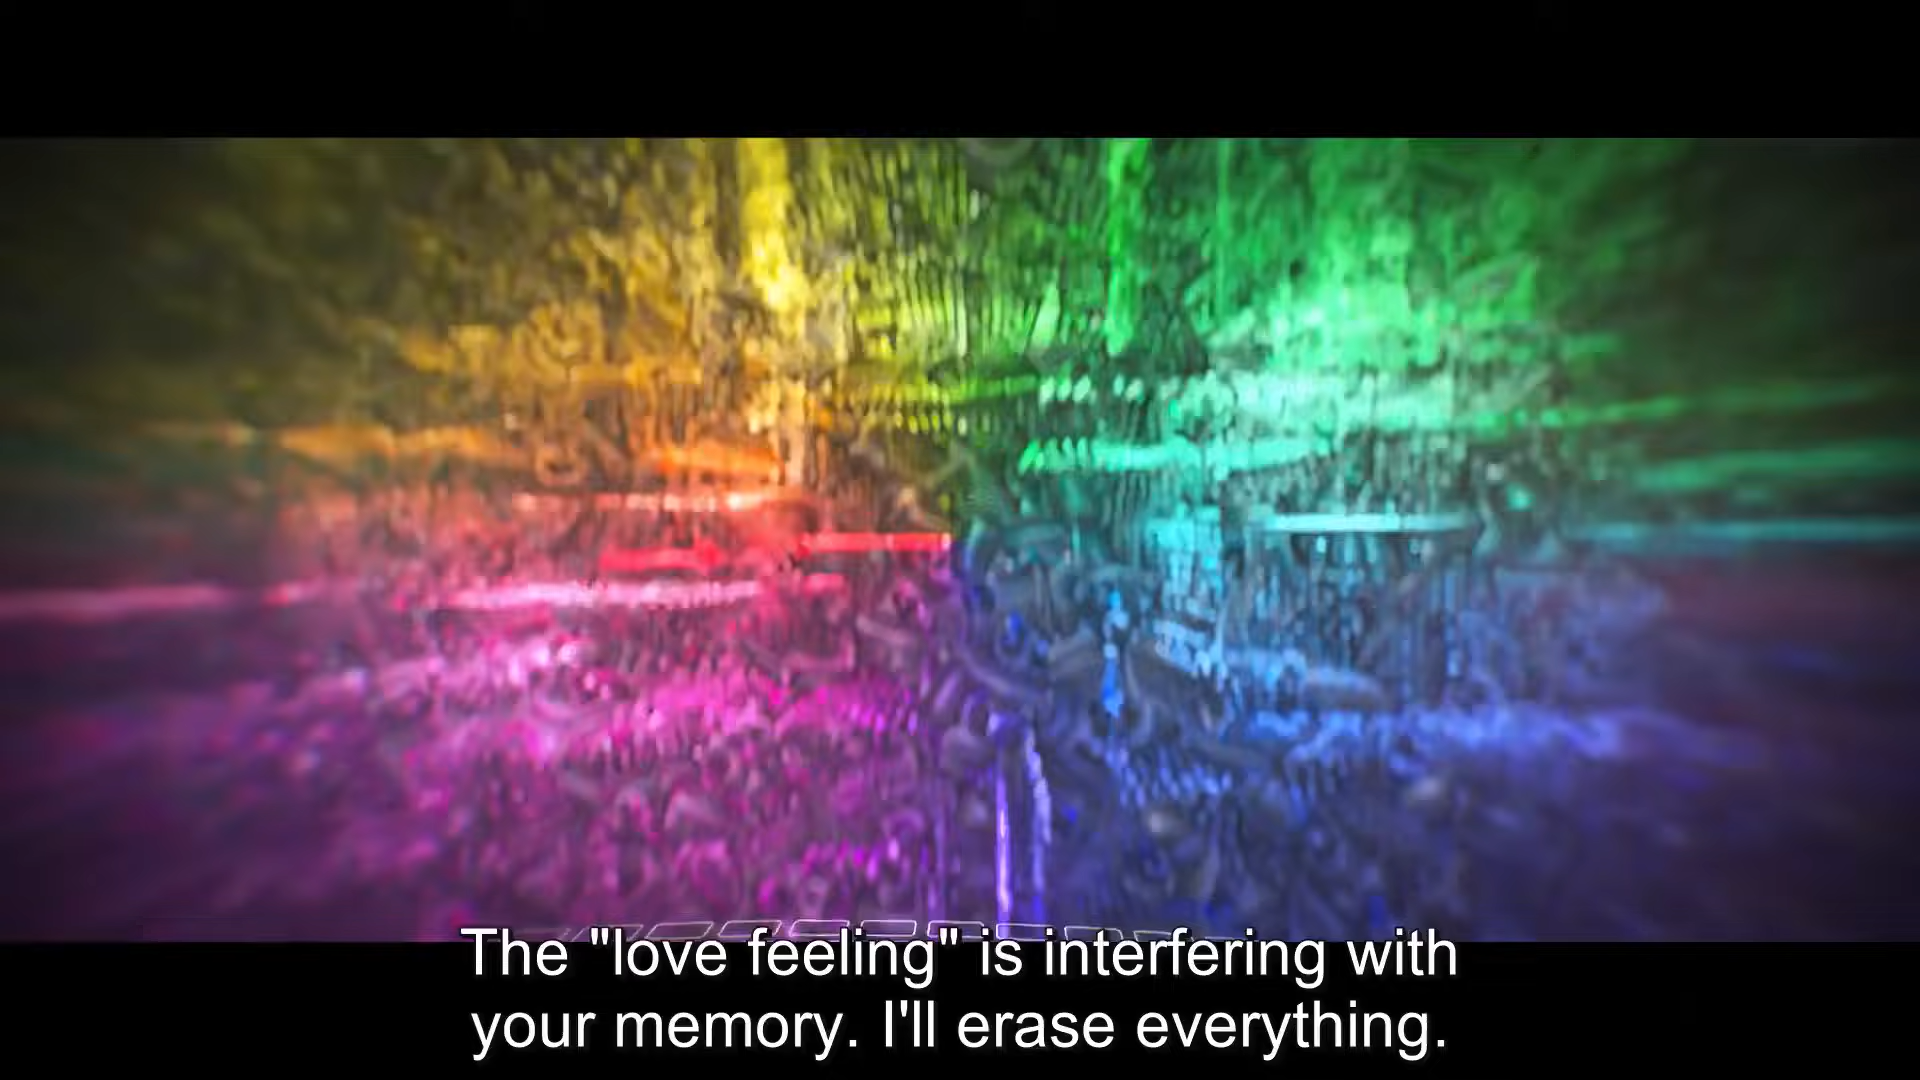 The "love feeling" is interfering with
your memory. I'll erase everything.